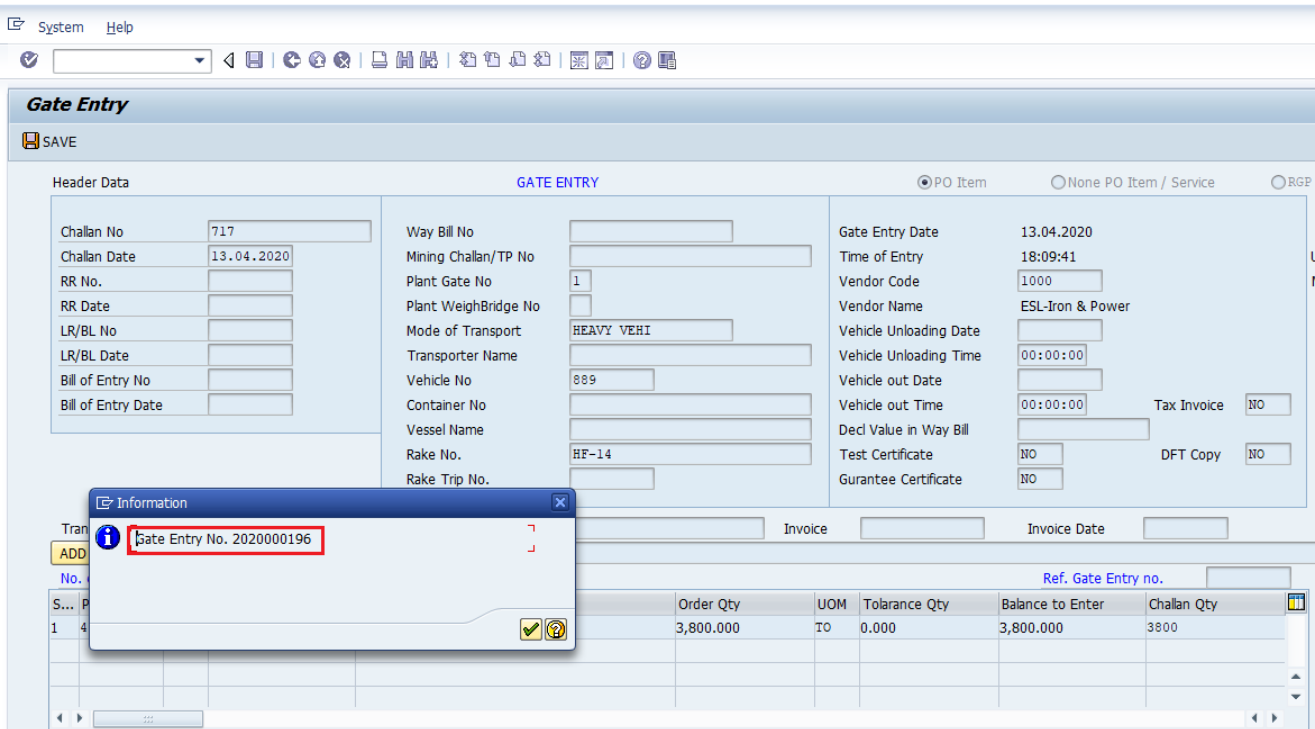 System Help
Gate Entry
SAVE
Header Data GATE ENTRY PO Item None PO Item / Service RGP
Challan No 717 Way Bill No Gate Entry Date 13.04.2020
Challan Date 13.04.2020 Mining Challan/TP No Time of Entry 18:09:41
RR No. Plant Gate No 1 Vendor Code 1000
RR Date Plant WeighBridge No Vendor Name ESL-Iron & Power
LR/BL No Mode of Transport HEAVY VEHI Vehicle Unloading Date
LR/BL Date Transporter Name Vehicle Unloading Time 00:00:00
Bill of Entry No Vehicle No 889 Vehicle out Date
Bill of Entry Date Container No Vehicle out Time 00:00:00 Tax Invoice NO
Vessel Name Decl Value in Way Bill
Rake No. HF-14 Test Certificate NO DFT Copy NO
Rake Trip No. Gurantee Certificate NO
Information
Gate Entry No. 2020000196
Invoice Invoice Date
ADD
No. Ref. Gate Entry no.
S... Order Qty UOM Tolarance Qty Balance to Enter Challan Qty
1 4 3,800.000 TO 0.000 3,800.000 3800